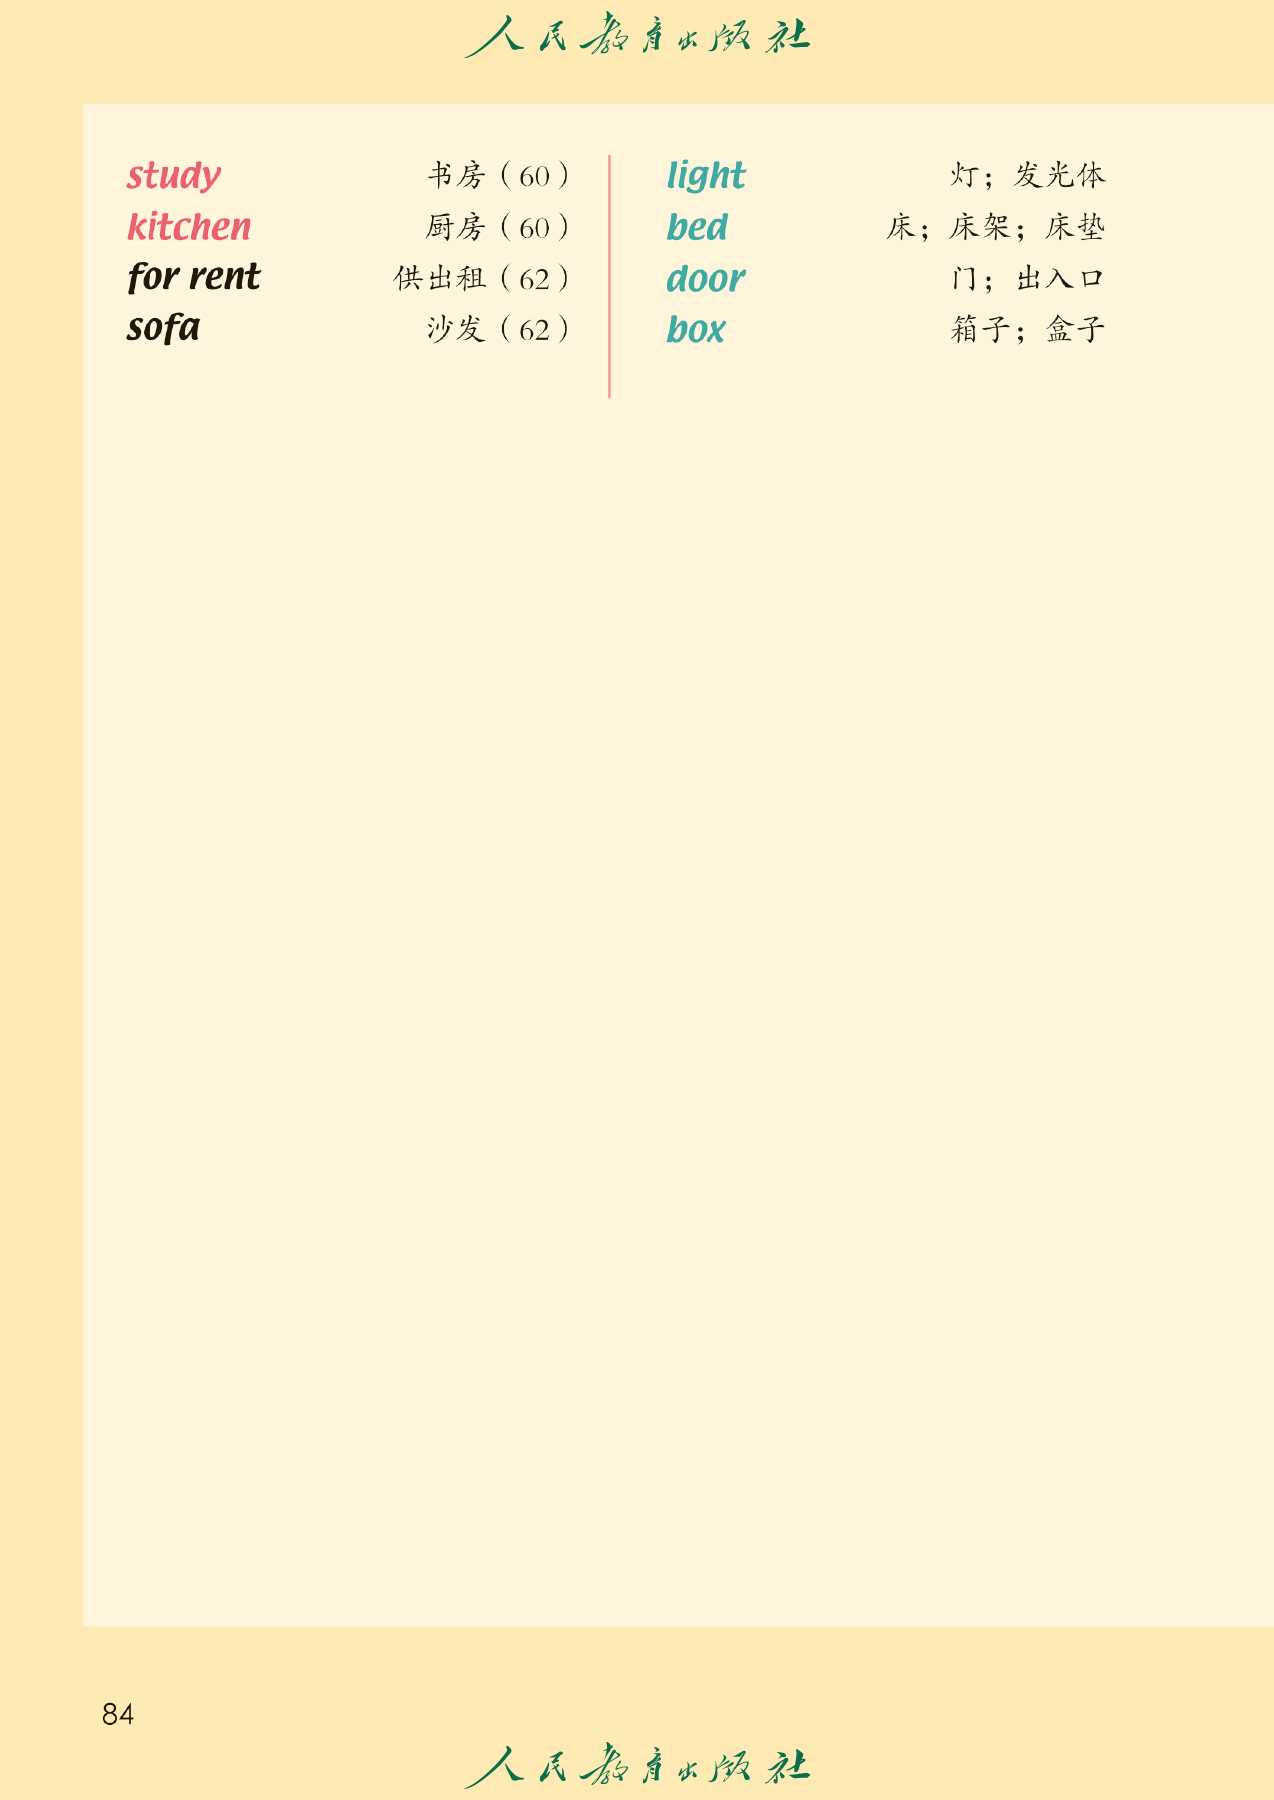 人民教育出版社
study 书房（60）
kitchen 厨房（60）
for rent 供出租（62）
sofa 沙发（62）
light 灯；发光体
bed 床；床架；床垫
door 门；出入口
box 箱子；盒子
84
人民教育出版社